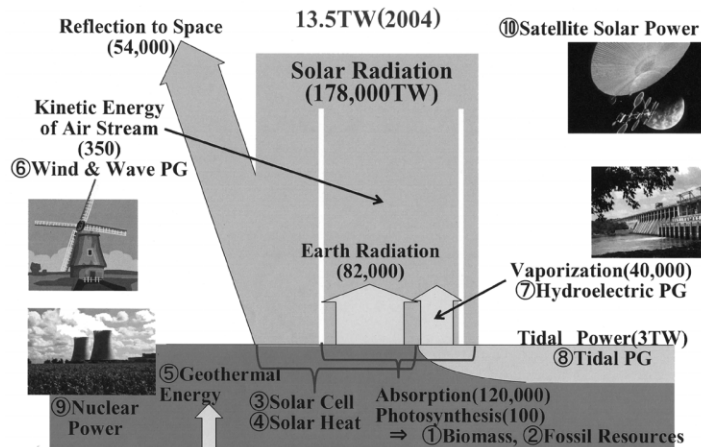 13.5TW(2004)
Reflection to Space
(54,000)
⑩Satellite Solar Power
Solar Radiation
(178,000TW)
Kinetic Energy
of Air Stream
(350)
⑥Wind & Wave PG
Earth Radiation
(82,000)
Vaporization(40,000)
⑦Hydroelectric PG
Tidal Power(3TW)
⑧Tidal PG
⑤Geothermal
Energy
⑨Nuclear
Power
③Solar Cell
④Solar Heat
Absorption(120,000)
Photosynthesis(100)
⇒ ①Biomass, ②Fossil Resources